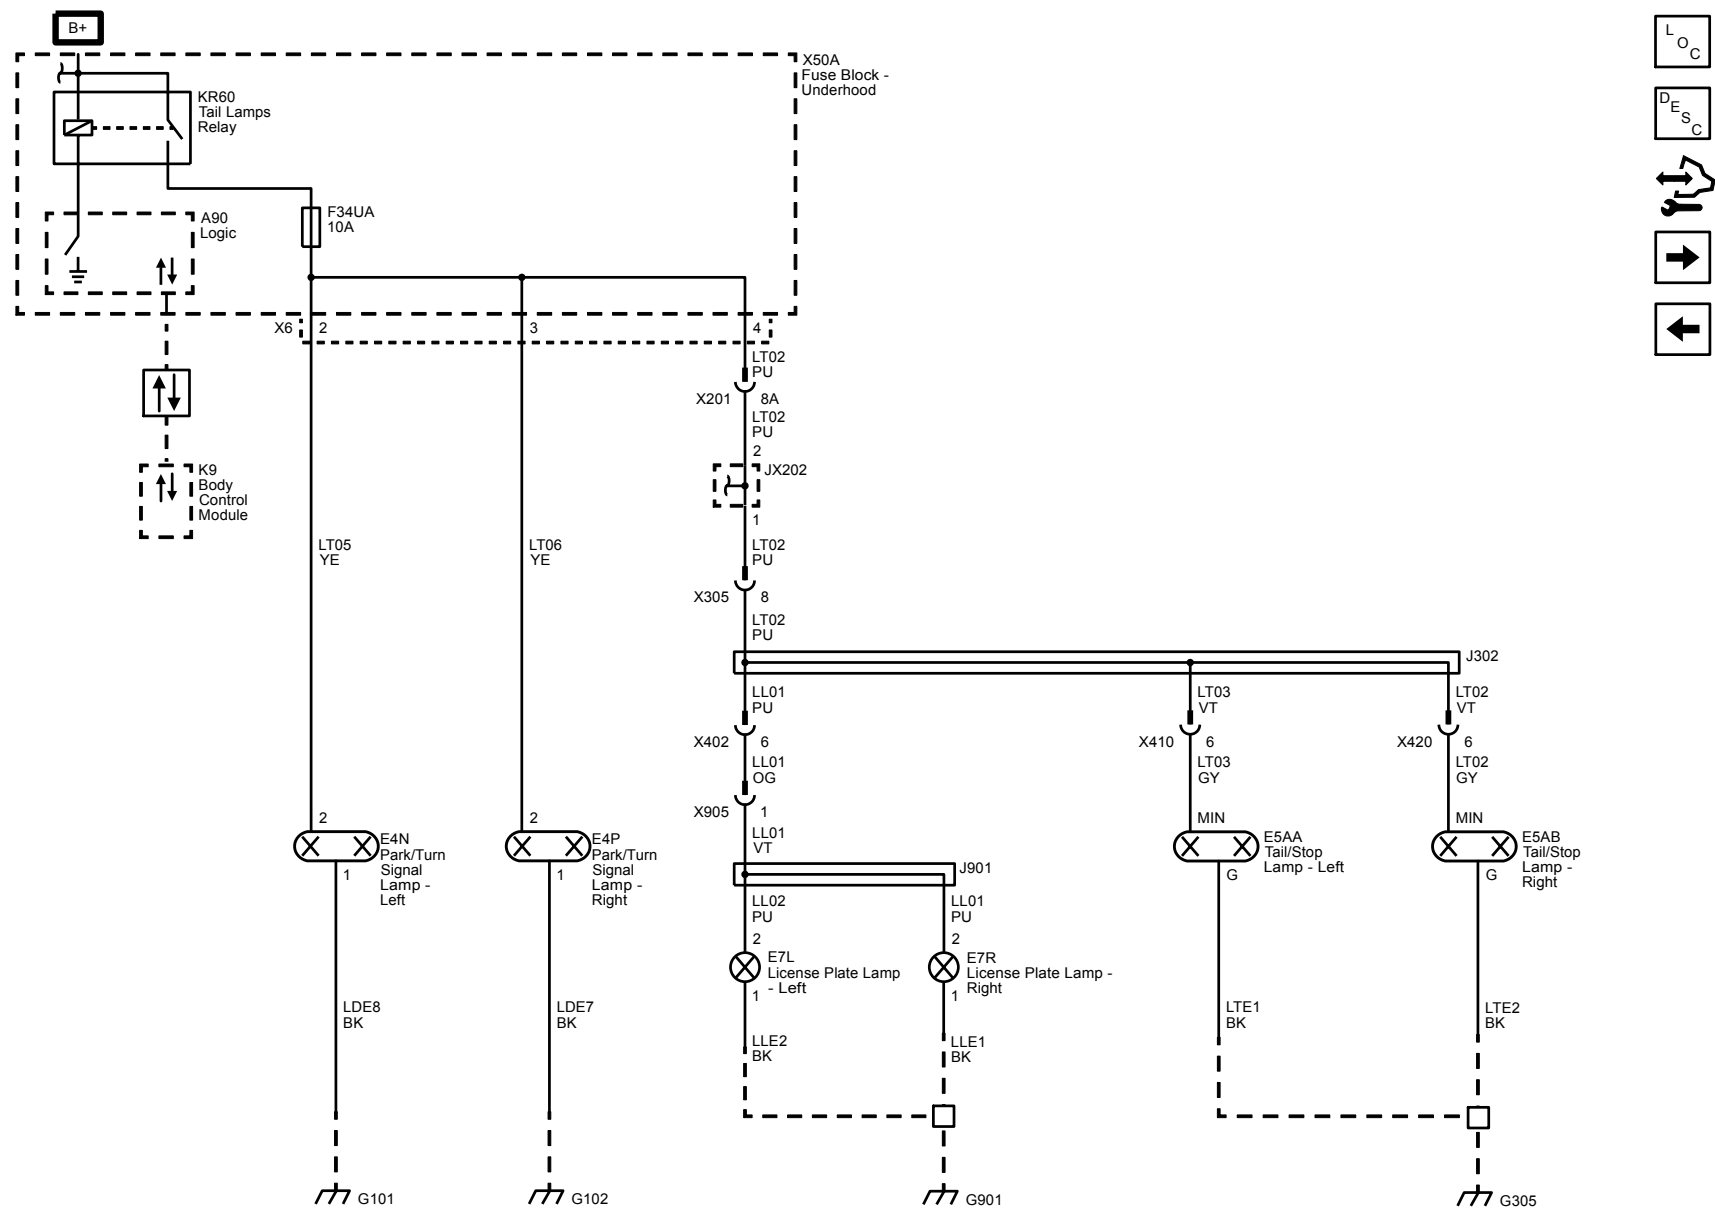 B+
X50A
Fuse Block -
Underhood
KR60
Tail Lamps
Relay
A90
Logic
F34UA
10A
X6
2
3
4
LT02
PU
X201
8A
LT02
PU
2
JX202
1
K9
Body
Control
Module
LT05
YE
LT06
YE
LT02
PU
X305
8
LT02
PU
J302
LL01
PU
X402
6
LL01
OG
X905
1
LL01
VT
J901
LT03
VT
X410
6
LT03
GY
MIN
LT02
VT
X420
6
LT02
GY
MIN
2
E4N
Park/Turn
Signal
Lamp -
Left
1
2
E4P
Park/Turn
Signal
Lamp -
Right
1
E5AA
Tail/Stop
Lamp - Left
G
E5AB
Tail/Stop
Lamp -
Right
G
LL02
PU
2
E7L
License Plate Lamp
- Left
1
LL01
PU
2
E7R
License Plate Lamp -
Right
1
LDE8
BK
LDE7
BK
LLE2
BK
LLE1
BK
LTE1
BK
LTE2
BK
G101
G102
G901
G305
LOC
DESC